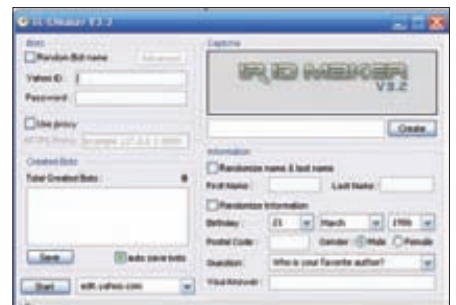 ID Maker V3.2
Bots
Random Bot name
Advanced
Yahoo ID:
Password:
Use proxy
Created Bots
Total Created Bots: 0
Save
auto save bots
Start
edit.yahoo.com
Captcha
ID MAKER
V3.2
Create
Information
Randomize name & last name
First Name:
Last Name:
Randomize Information
Birthday: 21 March 1986
Postal Code:
Gender: Male Female
Question: Who is your favorite author?
Your Answer: